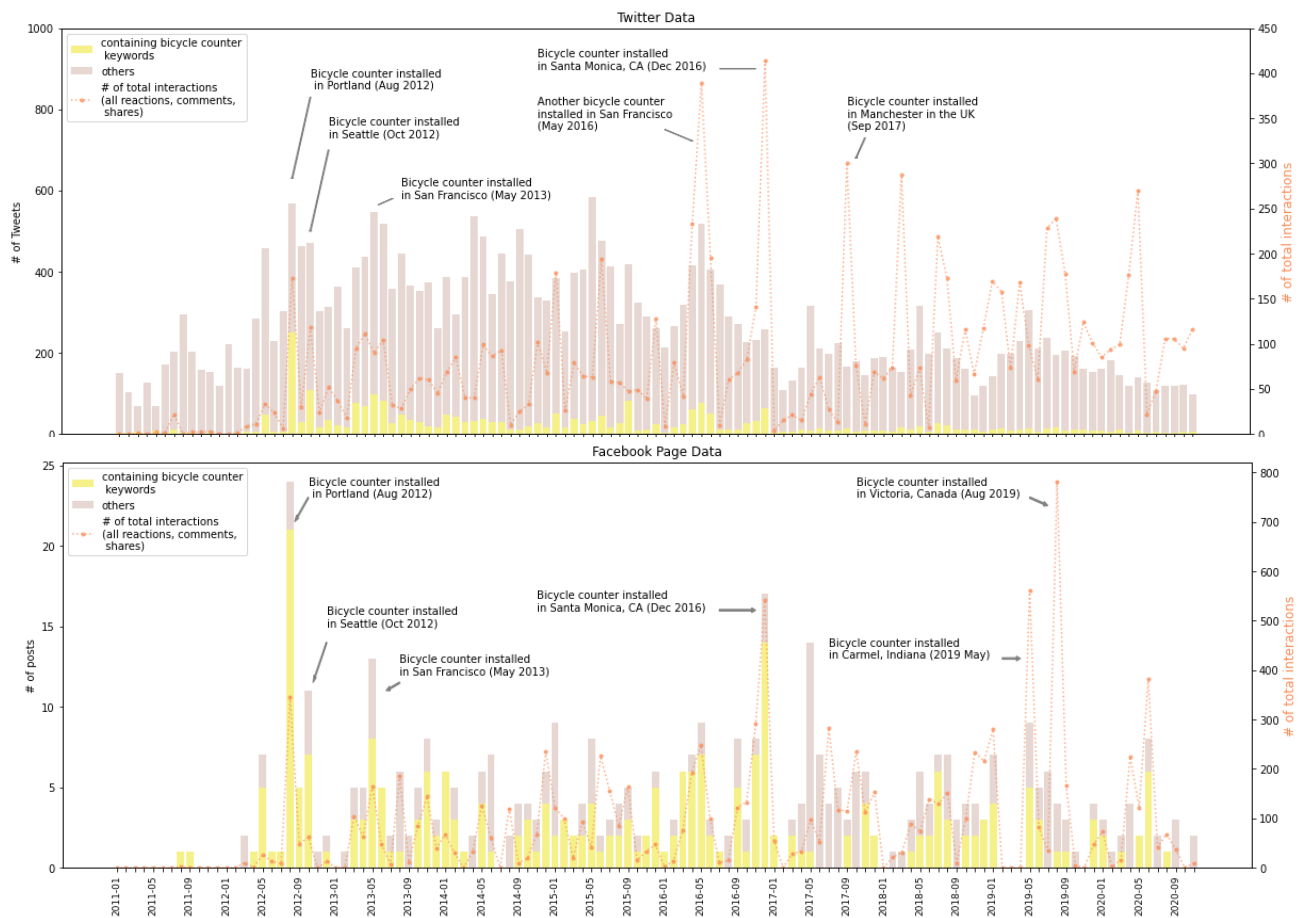 Twitter Data
1000
800
600
400
200
0
# of Tweets
450
400
350
300
250
200
150
100
50
0
# of total interactions
containing bicycle counter
keywords
others
# of total interactions
(all reactions, comments,
shares)
Bicycle counter installed
in Portland (Aug 2012)
Bicycle counter installed
in Seattle (Oct 2012)
Bicycle counter installed
in San Francisco (May 2013)
Bicycle counter installed
in Santa Monica, CA (Dec 2016)
Another bicycle counter
installed in San Francisco
(May 2016)
Bicycle counter installed
in Manchester in the UK
(Sep 2017)
Facebook Page Data
25
20
15
10
5
0
# of posts
800
700
600
500
400
300
200
100
0
# of total interactions
containing bicycle counter
keywords
others
# of total interactions
(all reactions, comments,
shares)
Bicycle counter installed
in Portland (Aug 2012)
Bicycle counter installed
in Seattle (Oct 2012)
Bicycle counter installed
in San Francisco (May 2013)
Bicycle counter installed
in Santa Monica, CA (Dec 2016)
Bicycle counter installed
in Victoria, Canada (Aug 2019)
Bicycle counter installed
in Carmel, Indiana (2019 May)
2011-01
2011-05
2011-09
2012-01
2012-05
2012-09
2013-01
2013-05
2013-09
2014-01
2014-05
2014-09
2015-01
2015-05
2015-09
2016-01
2016-05
2016-09
2017-01
2017-05
2017-09
2018-01
2018-05
2018-09
2019-01
2019-05
2019-09
2020-01
2020-05
2020-09